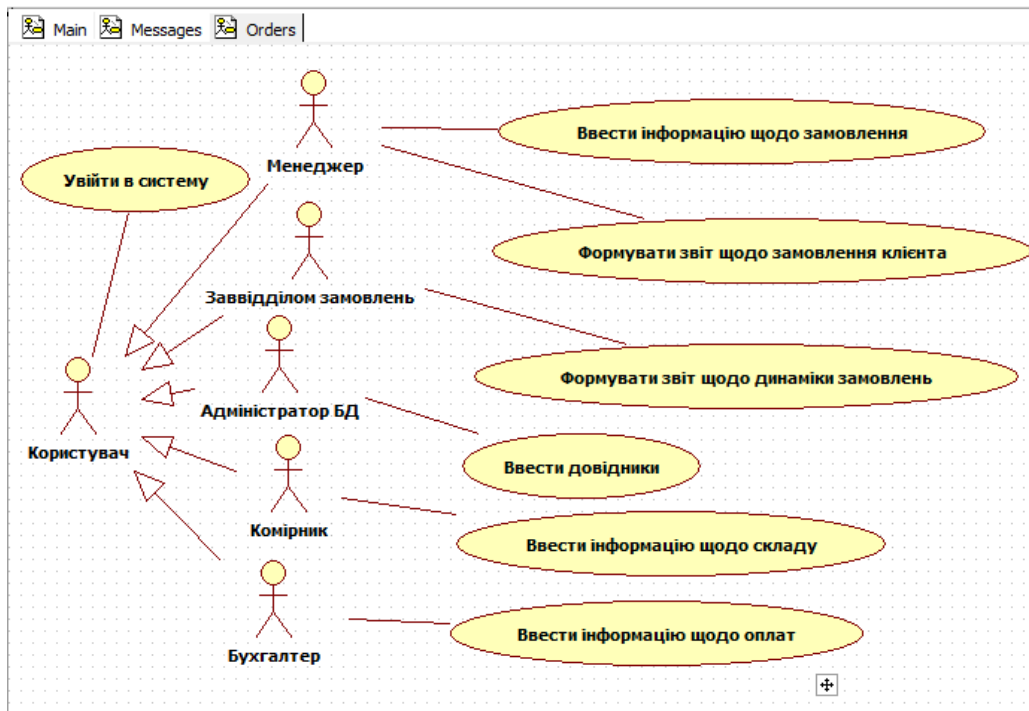 Main Messages Orders
Ввести інформацію щодо замовлення
Менеджер
Увійти в систему
Формувати звіт щодо замовлення клієнта
Заввідділом замовлень
Формувати звіт щодо динаміки замовлень
Адміністратор БД
Користувач
Ввести довідники
Комірник
Ввести інформацію щодо складу
Ввести інформацію щодо оплат
Бухгалтер